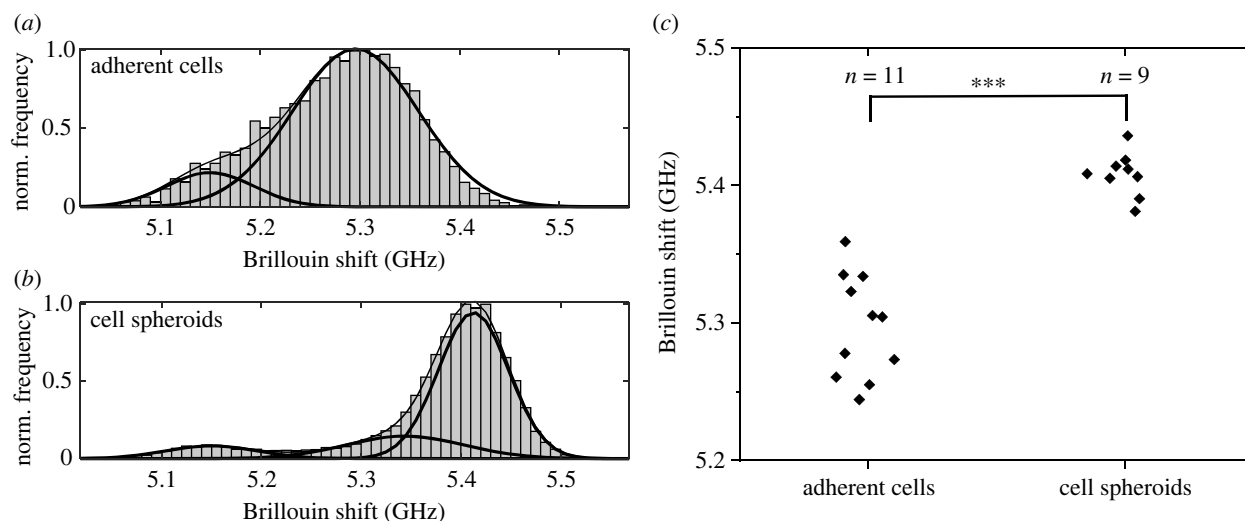 (a)
1.0
adherent cells
0.5
0
norm. frequency
5.1 5.2 5.3 5.4 5.5
Brillouin shift (GHz)
(b)
1.0
cell spheroids
0.5
0
norm. frequency
5.1 5.2 5.3 5.4 5.5
Brillouin shift (GHz)
(c)
5.5
n = 11 *** n = 9
5.4
5.3
5.2
Brillouin shift (GHz)
adherent cells cell spheroids